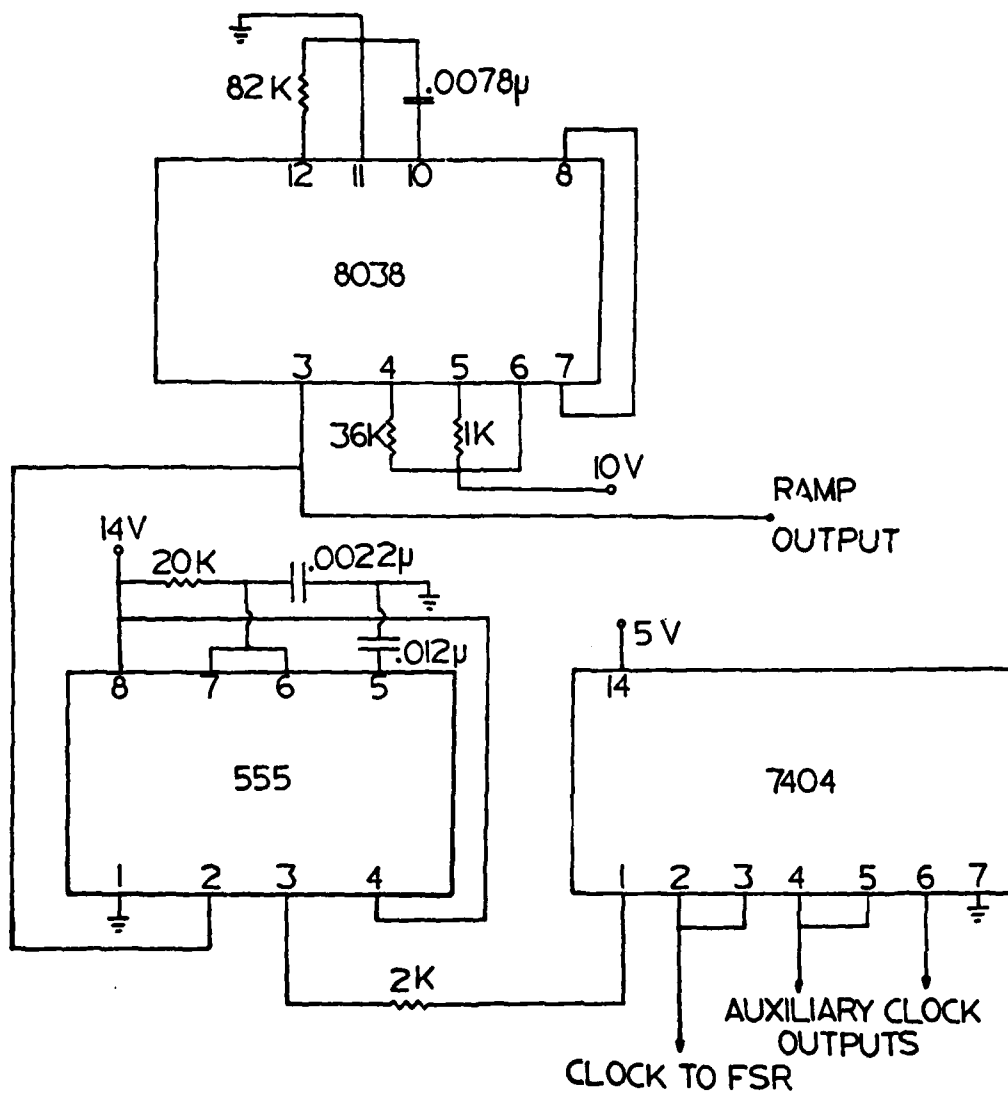 82K
.0078μ
12 11 10 8
8038
3 4 5 6 7
36K 1K
10V
RAMP
OUTPUT
14V
20K
.0022μ
.012μ
8 7 6 5
555
1 2 3 4
5V
14
7404
1 2 3 4 5 6 7
2K
AUXILIARY CLOCK
OUTPUTS
CLOCK TO FSR